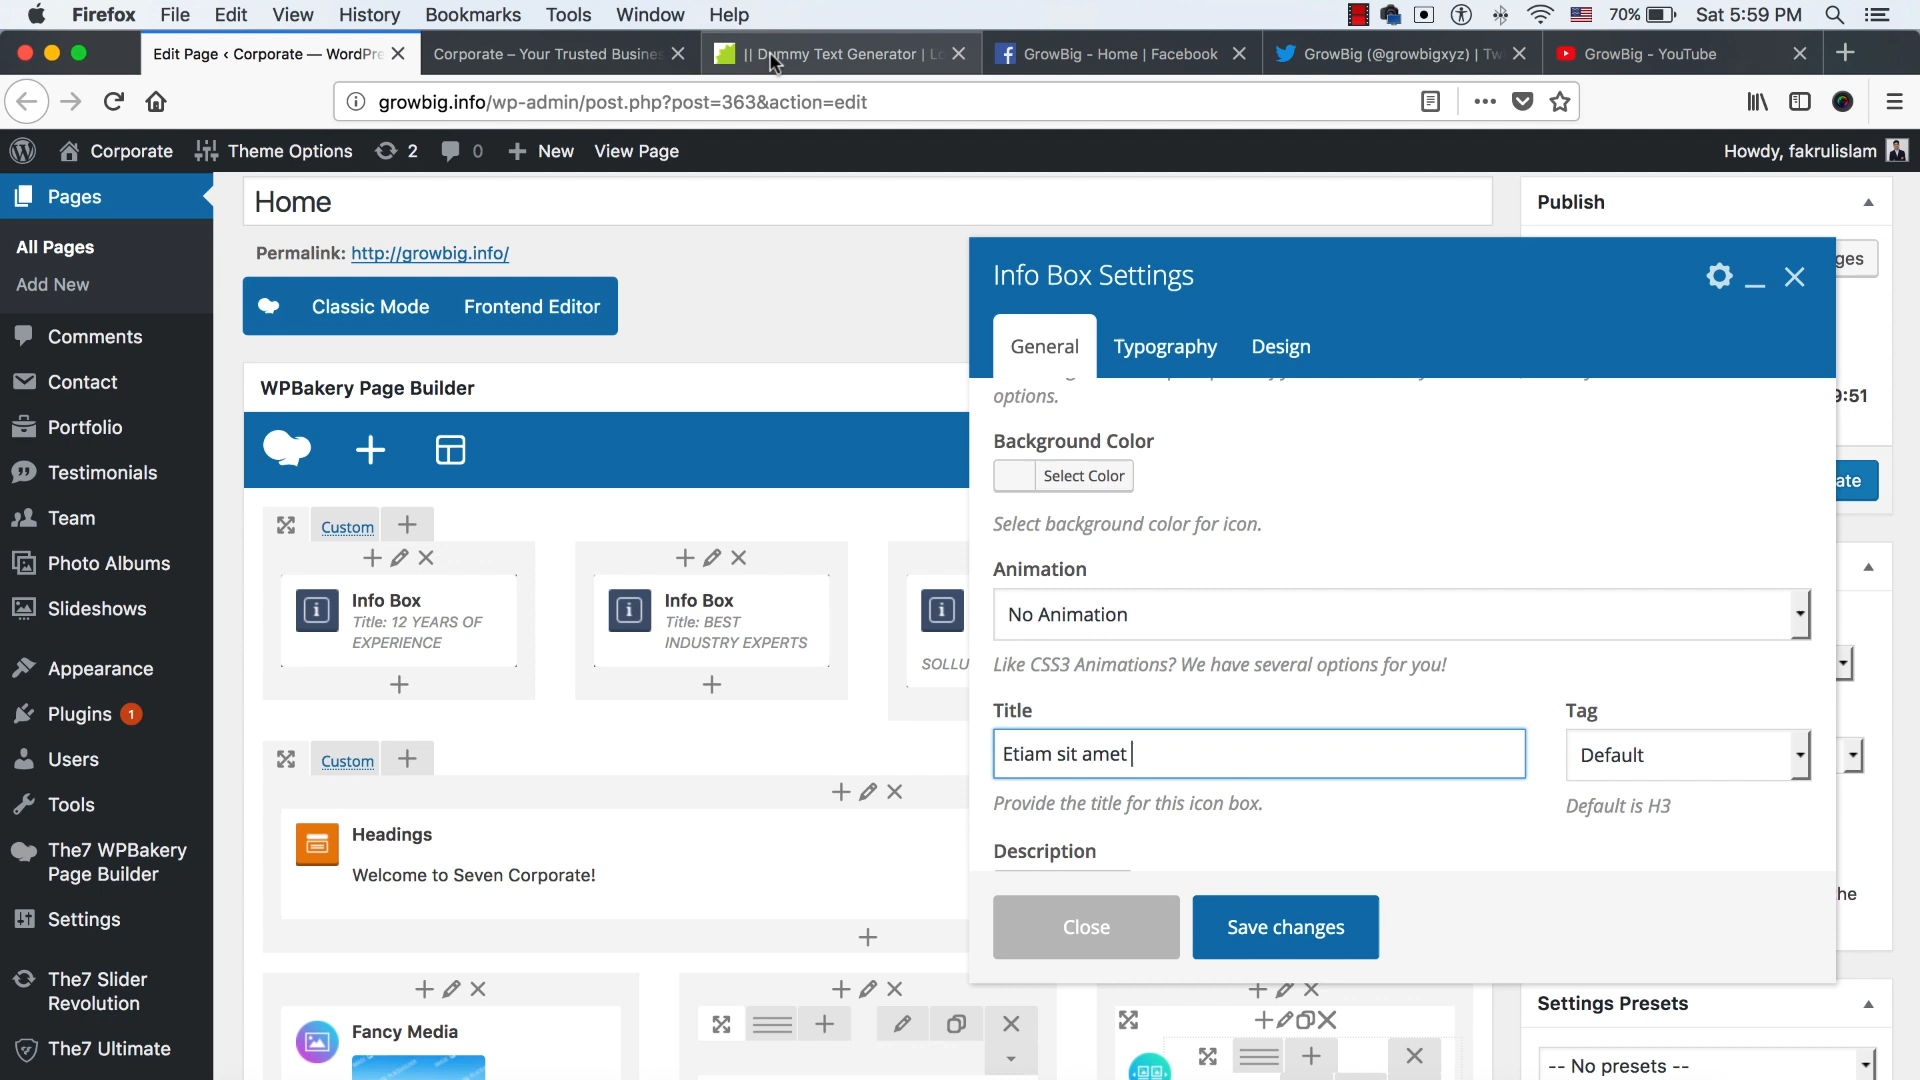 Firefox File Edit View History Bookmarks Tools Window Help 70% Sat 5:59 PM
Edit Page ‹ Corporate — WordPre
Corporate – Your Trusted Busine
|| Dummy Text Generator | Lo
GrowBig - Home | Facebook
GrowBig (@growbigxyz) | Tw
GrowBig - YouTube
growbig.info/wp-admin/post.php?post=363&action=edit
Corporate Theme Options 2 0 New View Page Howdy, fakrulislam
Pages
All Pages
Add New
Comments
Contact
Portfolio
Testimonials
Team
Photo Albums
Slideshows
Appearance
Plugins 1
Users
Tools
The7 WPBakery
Page Builder
Settings
The7 Slider
Revolution
The7 Ultimate
Home
Permalink: http://growbig.info/
Classic Mode Frontend Editor
WPBakery Page Builder
Custom
Info Box
Title: 12 YEARS OF
EXPERIENCE
Info Box
Title: BEST
INDUSTRY EXPERTS
SOLLU
Custom
Headings
Welcome to Seven Corporate!
Fancy Media
Info Box Settings
General Typography Design
options.
Background Color
Select Color
Select background color for icon.
Animation
No Animation
Like CSS3 Animations? We have several options for you!
Title
Etiam sit amet
Provide the title for this icon box.
Tag
Default
Default is H3
Description
Close Save changes
Publish
ges
9:51
ate
he
Settings Presets
-- No presets --